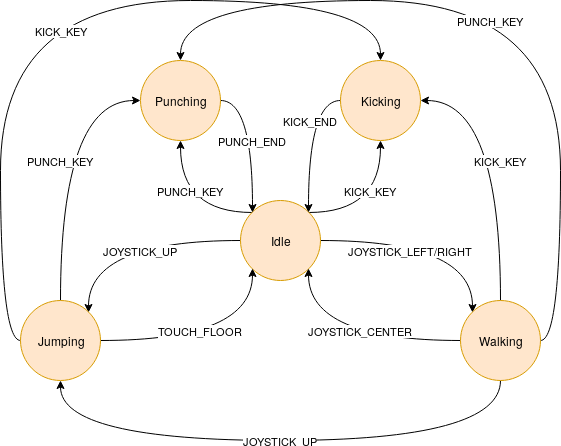 PUNCH_KEY
KICK_KEY
Punching
Kicking
KICK_END
PUNCH_END
PUNCH_KEY
KICK_KEY
PUNCH_KEY
KICK_KEY
Idle
JOYSTICK_UP
JOYSTICK_LEFT/RIGHT
TOUCH_FLOOR
JOYSTICK_CENTER
Jumping
Walking
JOYSTICK_UP